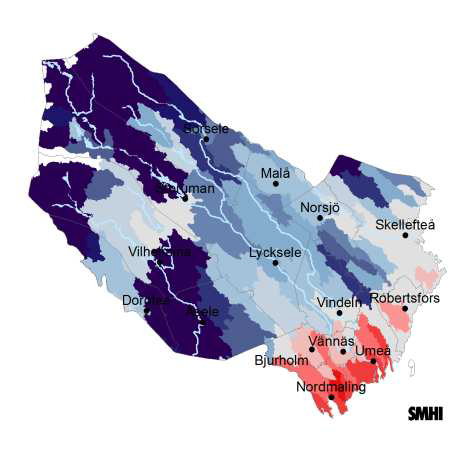 Sorsele
Malå
Storuman
Norsjö
Skellefteå
Vilhelmina
Lycksele
Dorotea
Åsele
Vindeln
Robertsfors
Vännäs
Umeå
Bjurholm
Nordmaling
SMHI